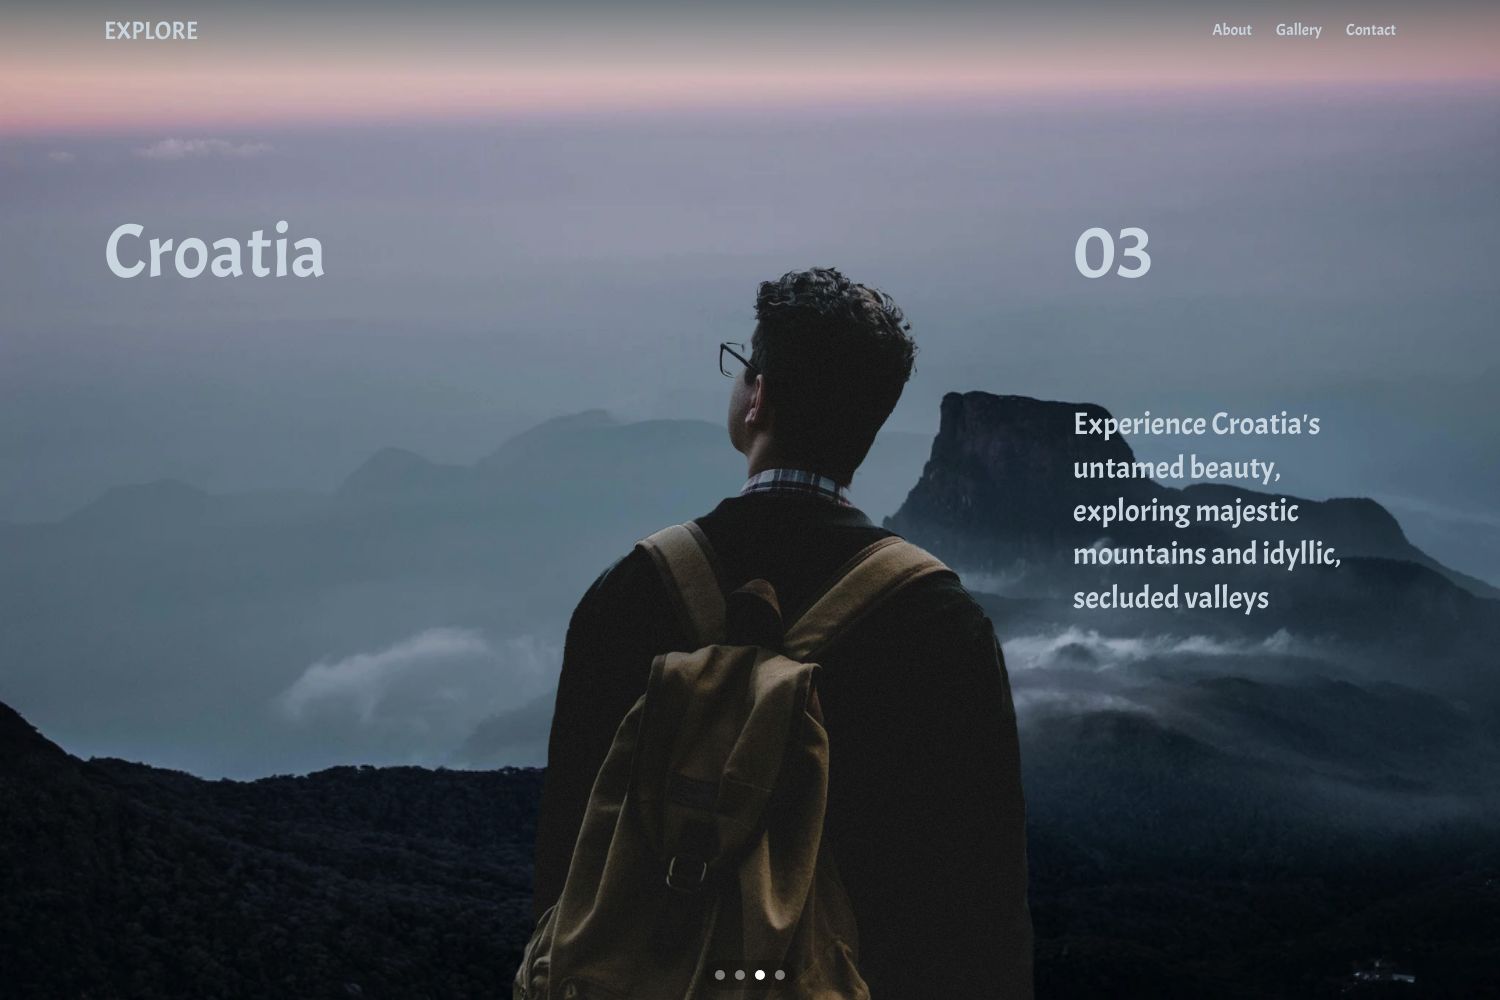 EXPLORE
About Gallery Contact
Croatia
03
Experience Croatia's
untamed beauty,
exploring majestic
mountains and idyllic,
secluded valleys